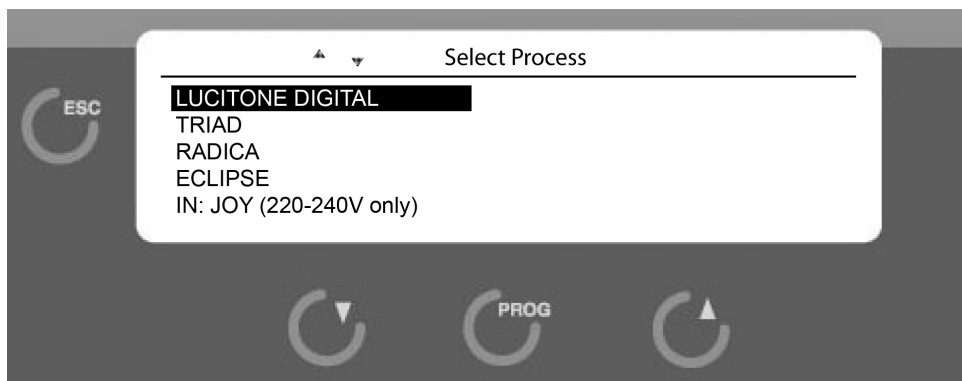 Select Process
ESC
LUCITONE DIGITAL
TRIAD
RADICA
ECLIPSE
IN: JOY (220-240V only)
PROG